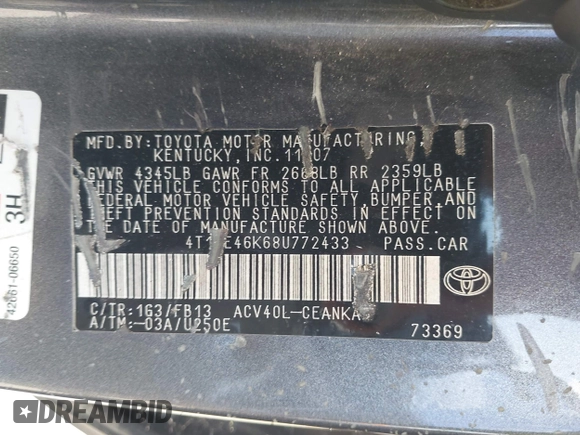 MFD.BY:TOYOTA MOTOR MANUFACTURING,
KENTUCKY, INC. 11/07
GVWR 4345LB GAWR FR 2668LB RR 2359LB
THIS VEHICLE CONFORMS TO ALL APPLICABLE
FEDERAL MOTOR VEHICLE SAFETY, BUMPER, AND
THEFT PREVENTION STANDARDS IN EFFECT ON
THE DATE OF MANUFACTURE SHOWN ABOVE.
PASS.CAR
C/TR:1G3/FB13
A/TM:-03A/U250E
73369
42661-06650
3H
DREAMBID